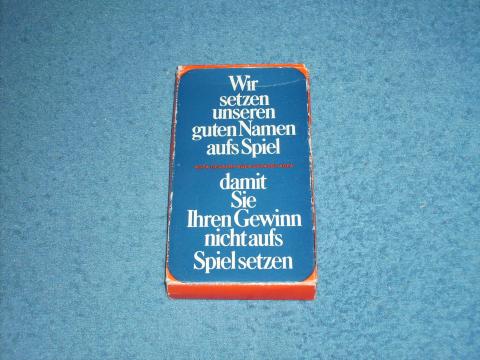 Wir
setzen
unseren
guten Namen
aufs Spiel
damit
Sie
Ihren Gewinn
nicht aufs
Spiel setzen